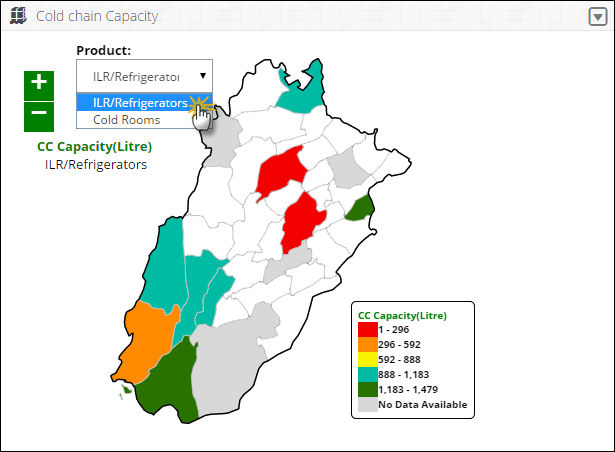 Cold chain Capacity
Product:
ILR/Refrigerator
ILR/Refrigerators
Cold Rooms
+
−
CC Capacity(Litre)
ILR/Refrigerators
CC Capacity(Litre)
1 - 296
296 - 592
592 - 888
888 - 1,183
1,183 - 1,479
No Data Available